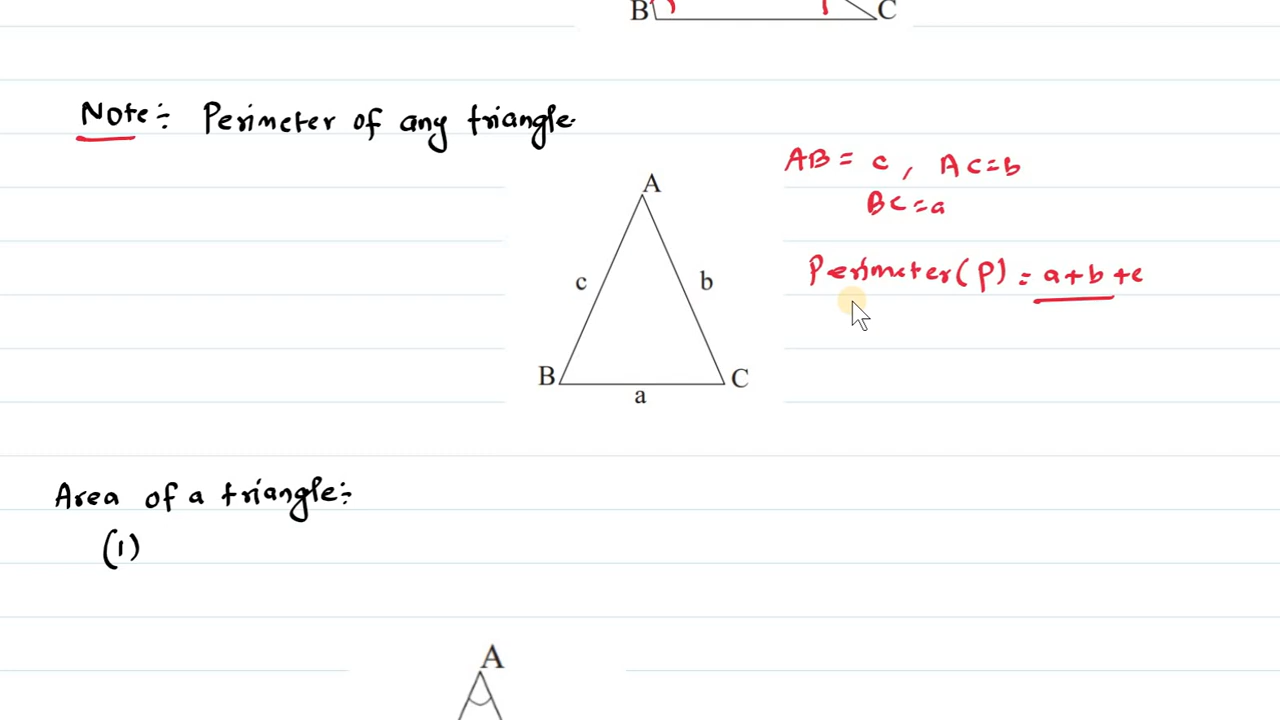 B C
Note :- Perimeter of any triangle
AB = c , AC = b
BC = a
A
Perimeter (P) = a + b + c
c b
B C
a
Area of a triangle :-
(1)
A